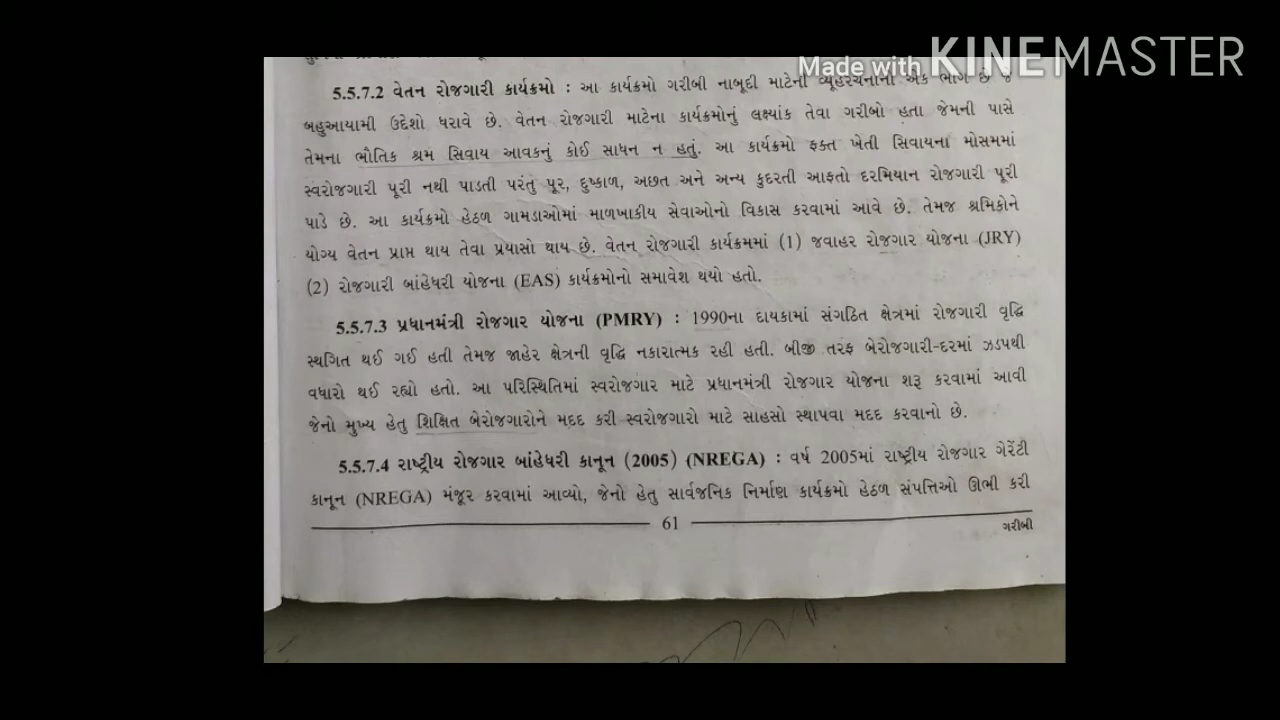 Made with KINEMASTER
5.5.7.2 વેતન રોજગારી કાર્યક્રમો : આ કાર્યક્રમો ગરીબી નાબૂદી માટેની વ્યૂહરચનાનો એક ભાગ છે જે
બહુઆયામી ઉદ્દેશો ધરાવે છે. વેતન રોજગારી માટેના કાર્યક્રમોનું લક્ષ્યાંક તેવા ગરીબો હતા જેમની પાસે
તેમના ભૌતિક શ્રમ સિવાય આવકનું કોઈ સાધન ન હતું. આ કાર્યક્રમો ફક્ત ખેતી સિવાયના મોસમમાં
સ્વરોજગારી પૂરી નથી પાડતી પરંતુ પૂર, દુષ્કાળ, અછત અને અન્ય કુદરતી આફતો દરમિયાન રોજગારી પૂરી
પાડે છે. આ કાર્યક્રમો હેઠળ ગામડાઓમાં માળખાકીય સેવાઓનો વિકાસ કરવામાં આવે છે. તેમજ શ્રમિકોને
યોગ્ય વેતન પ્રાપ્ત થાય તેવા પ્રયાસો થાય છે. વેતન રોજગારી કાર્યક્રમમાં (1) જવાહર રોજગાર યોજના (JRY)
(2) રોજગારી બાંહેધરી યોજના (EAS) કાર્યક્રમોનો સમાવેશ થયો હતો.
5.5.7.3 પ્રધાનમંત્રી રોજગાર યોજના (PMRY) : 1990ના દાયકામાં સંગઠિત ક્ષેત્રમાં રોજગારી વૃદ્ધિ
સ્થગિત થઈ ગઈ હતી તેમજ જાહેર ક્ષેત્રની વૃદ્ધિ નકારાત્મક રહી હતી. બીજી તરફ બેરોજગારી-દરમાં ઝડપથી
વધારો થઈ રહ્યો હતો. આ પરિસ્થિતિમાં સ્વરોજગાર માટે પ્રધાનમંત્રી રોજગાર યોજના શરૂ કરવામાં આવી
જેનો મુખ્ય હેતુ શિક્ષિત બેરોજગારોને મદદ કરી સ્વરોજગારો માટે સાહસો સ્થાપવા મદદ કરવાનો છે.
5.5.7.4 રાષ્ટ્રીય રોજગાર બાંહેધરી કાનૂન (2005) (NREGA) : વર્ષ 2005માં રાષ્ટ્રીય રોજગાર ગેરેંટી
કાનૂન (NREGA) મંજૂર કરવામાં આવ્યો, જેનો હેતુ સાર્વજનિક નિર્માણ કાર્યક્રમો હેઠળ સંપત્તિઓ ઊભી કરી
61
ગરીબી